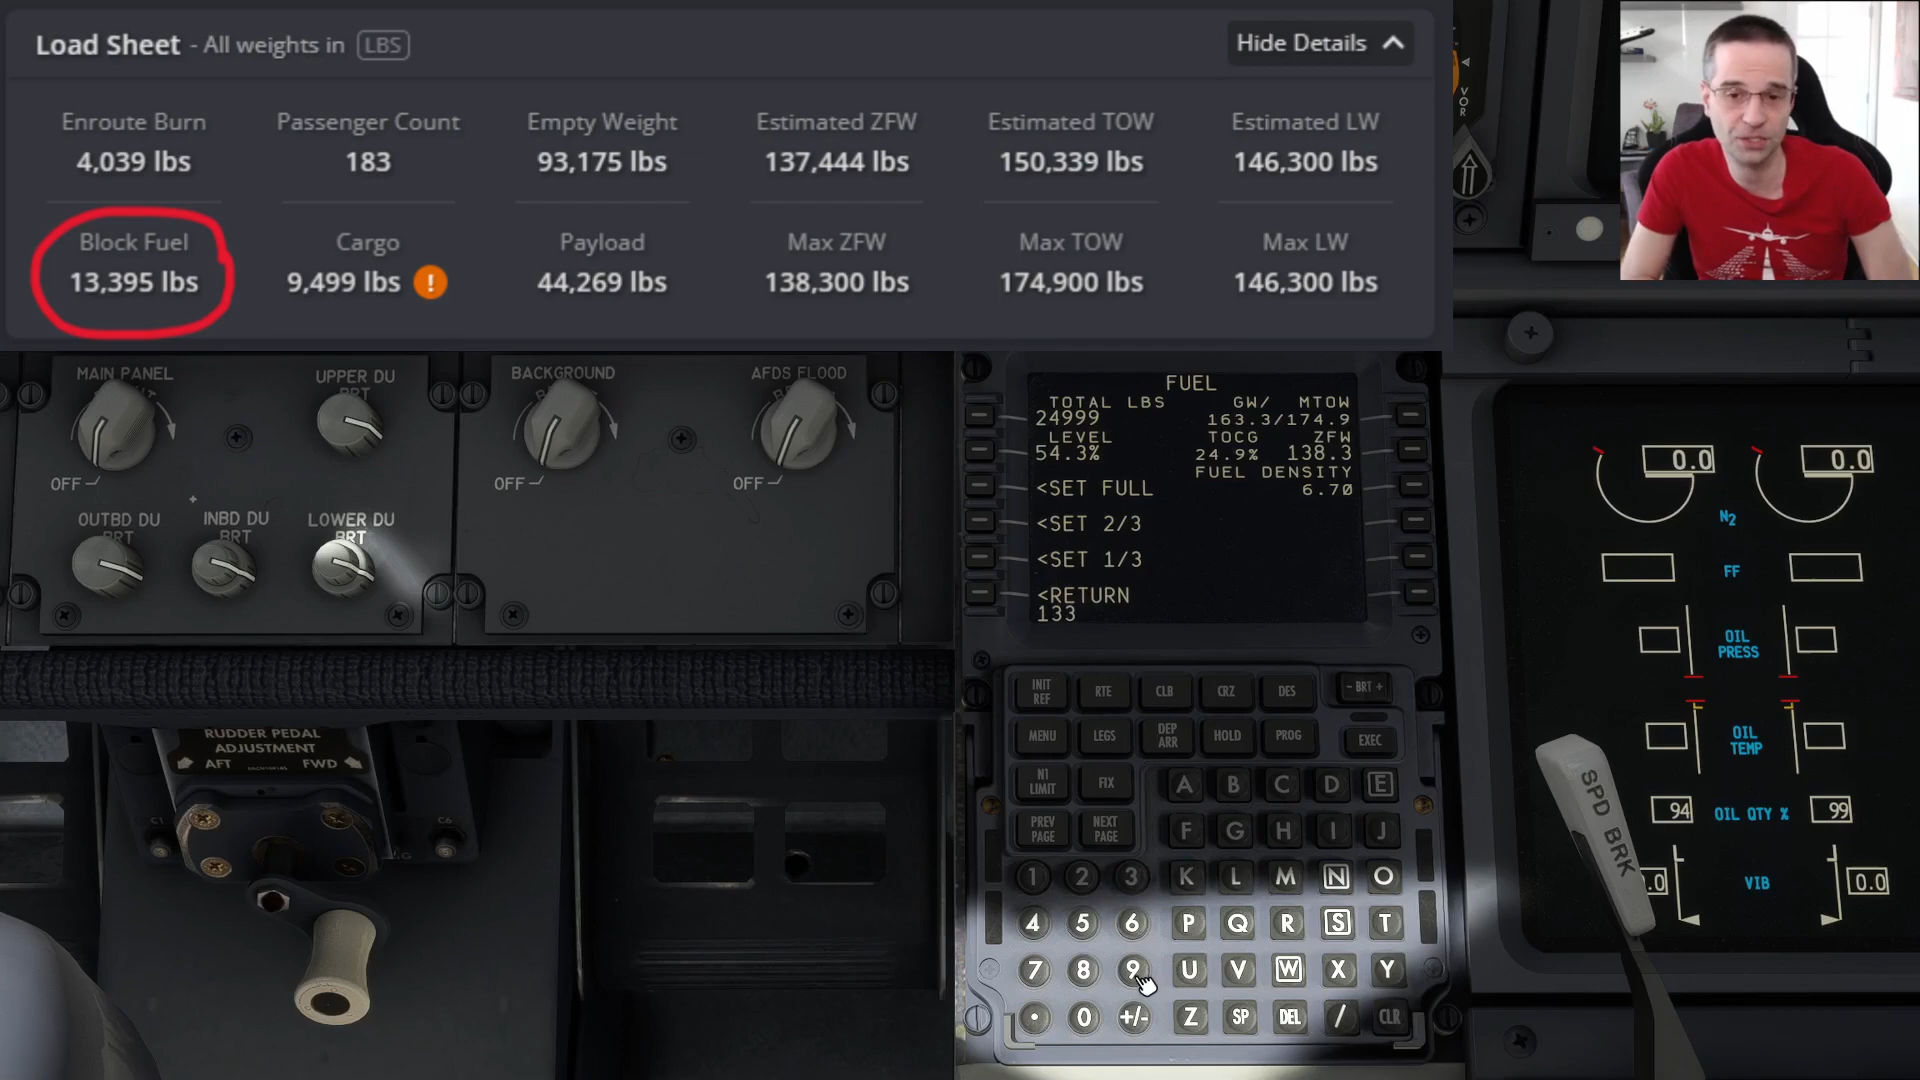 Load Sheet - All weights in LBS
Hide Details
Enroute Burn Passenger Count Empty Weight Estimated ZFW Estimated TOW Estimated LW
4,039 lbs 183 93,175 lbs 137,444 lbs 150,339 lbs 146,300 lbs
Block Fuel Cargo Payload Max ZFW Max TOW Max LW
13,395 lbs 9,499 lbs ! 44,269 lbs 138,300 lbs 174,900 lbs 146,300 lbs
VOR
MAIN PANEL
UPPER DU
BRT
OFF
OUTBD DU
BRT
INBD DU
BRT
LOWER DU
BRT
BACKGROUND
OFF
AFDS FLOOD
OFF
RUDDER PEDAL
ADJUSTMENT
AFT FWD
C1
C6
FUEL
TOTAL LBS GW/ MTOW
24999 163.3/174.9
LEVEL TOCG ZFW
54.3% 24.9% 138.3
FUEL DENSITY
<SET FULL 6.70
<SET 2/3
<SET 1/3
<RETURN
133
INIT REF RTE CLB CRZ DES - BRT +
MENU LEGS DEP ARR HOLD PROG EXEC
N1 LIMIT FIX A B C D E
PREV PAGE NEXT PAGE F G H I J
1 2 3 K L M N O
4 5 6 P Q R S T
7 8 9 U V W X Y
. 0 +/- Z SP DEL / CLR
0.0 0.0
N2
FF
OIL
PRESS
OIL
TEMP
94 OIL QTY % 99
.0 VIB 0.0
SPD BRK